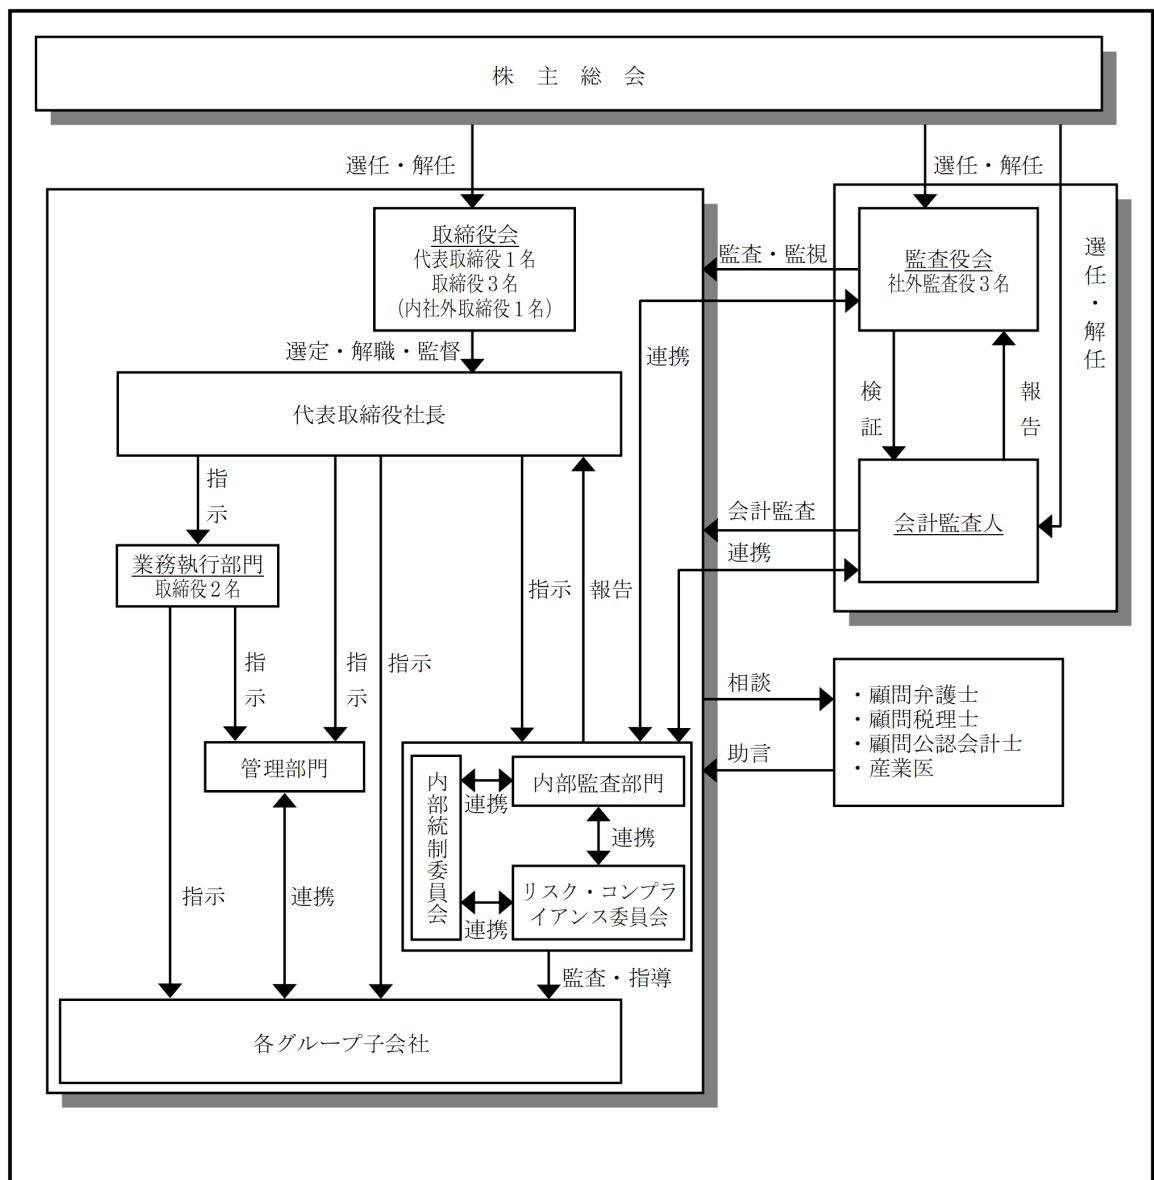 株主総会
選任・解任
選任・解任
選任・解任
取締役会
代表取締役1名
取締役3名
(内社外取締役1名)
監査・監視
監査役会
社外監査役3名
選定・解職・監督
連携
代表取締役社長
検証
報告
指示
会計監査
会計監査人
連携
業務執行部門
取締役2名
指示
報告
指示
指示
指示
相談
・顧問弁護士
・顧問税理士
・顧問公認会計士
・産業医
助言
管理部門
内部統制委員会
連携
内部監査部門
連携
連携
リスク・コンプラ
イアンス委員会
指示
連携
監査・指導
各グループ子会社